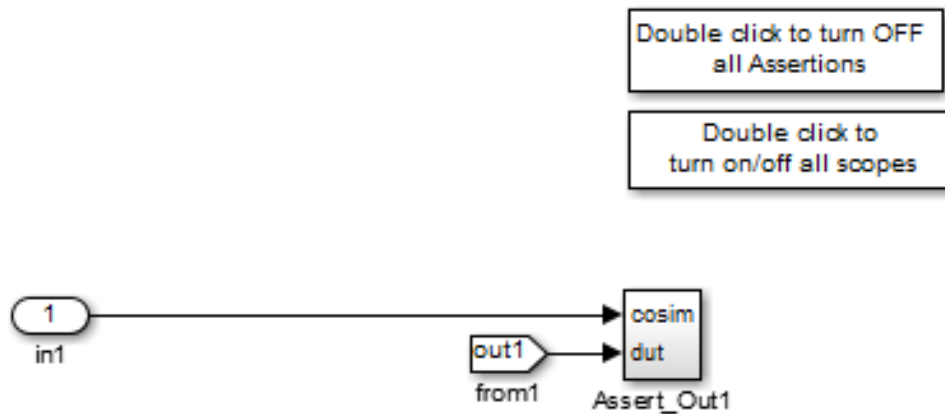 Double click to turn OFF
all Assertions
Double click to
turn on/off all scopes
1
in1
cosim
out1
dut
from1
Assert_Out1